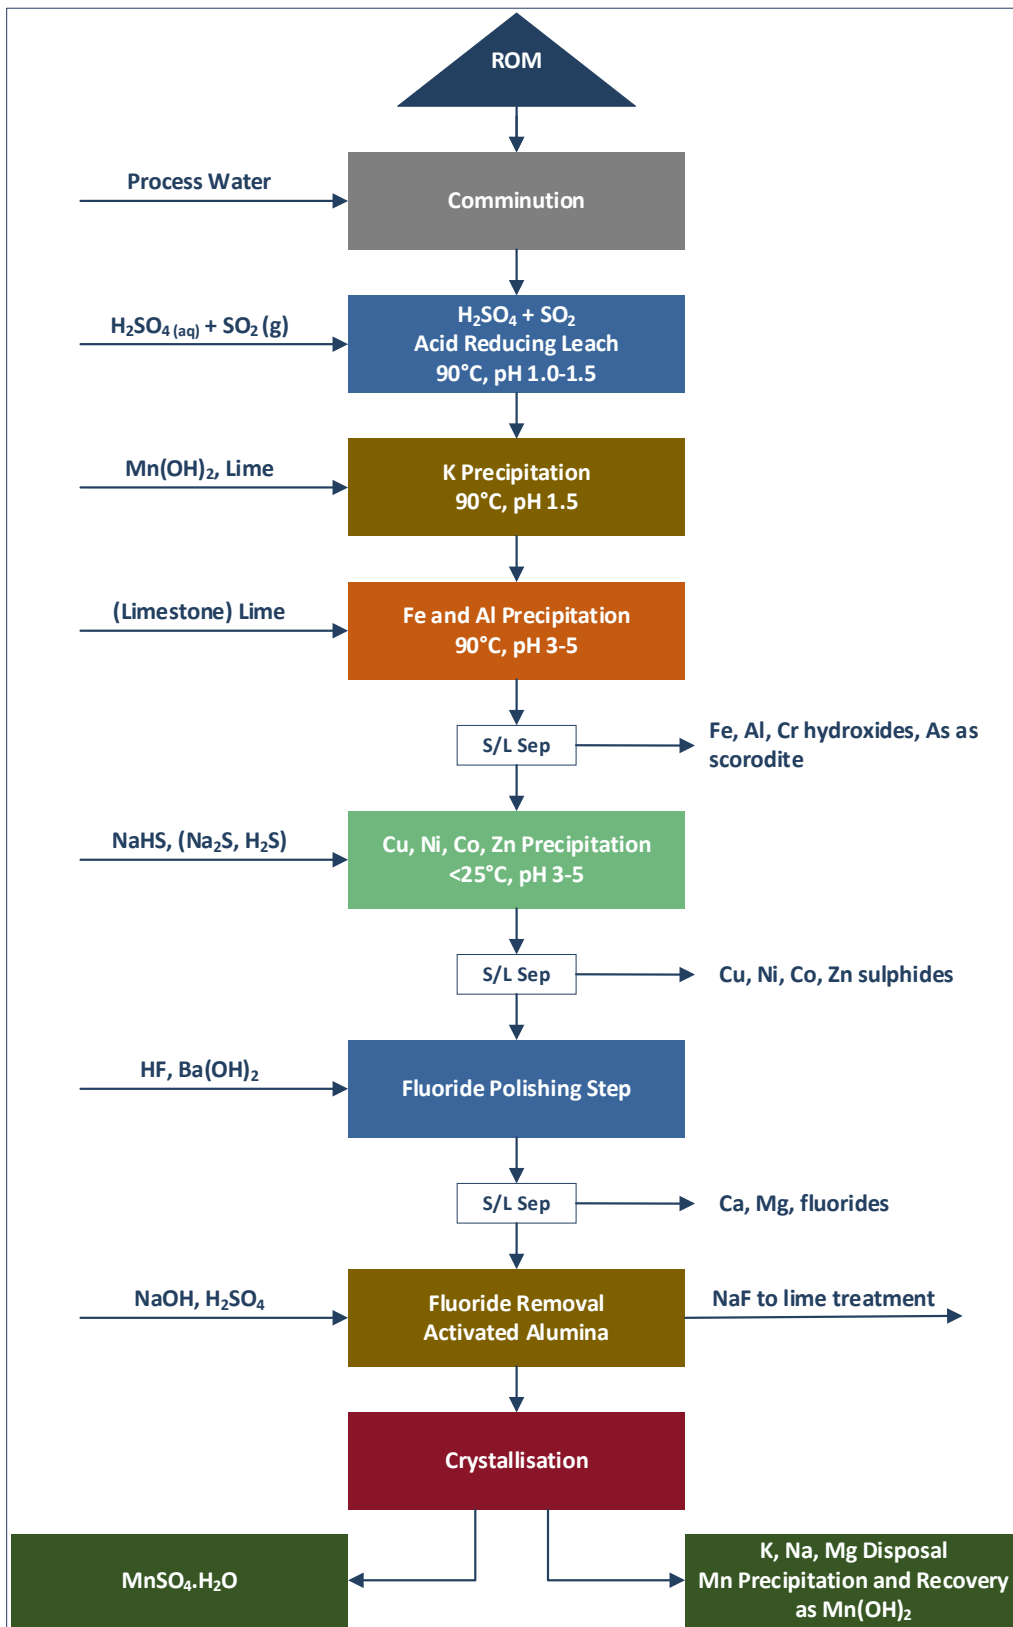 ROM
Process Water
Comminution
H₂SO₄ (aq) + SO₂ (g)
H₂SO₄ + SO₂
Acid Reducing Leach
90°C, pH 1.0-1.5
Mn(OH)₂, Lime
K Precipitation
90°C, pH 1.5
(Limestone) Lime
Fe and Al Precipitation
90°C, pH 3-5
S/L Sep
Fe, Al, Cr hydroxides, As as
scorodite
NaHS, (Na₂S, H₂S)
Cu, Ni, Co, Zn Precipitation
<25°C, pH 3-5
S/L Sep
Cu, Ni, Co, Zn sulphides
HF, Ba(OH)₂
Fluoride Polishing Step
S/L Sep
Ca, Mg, fluorides
NaOH, H₂SO₄
Fluoride Removal
Activated Alumina
NaF to lime treatment
Crystallisation
MnSO₄.H₂O
K, Na, Mg Disposal
Mn Precipitation and Recovery
as Mn(OH)₂